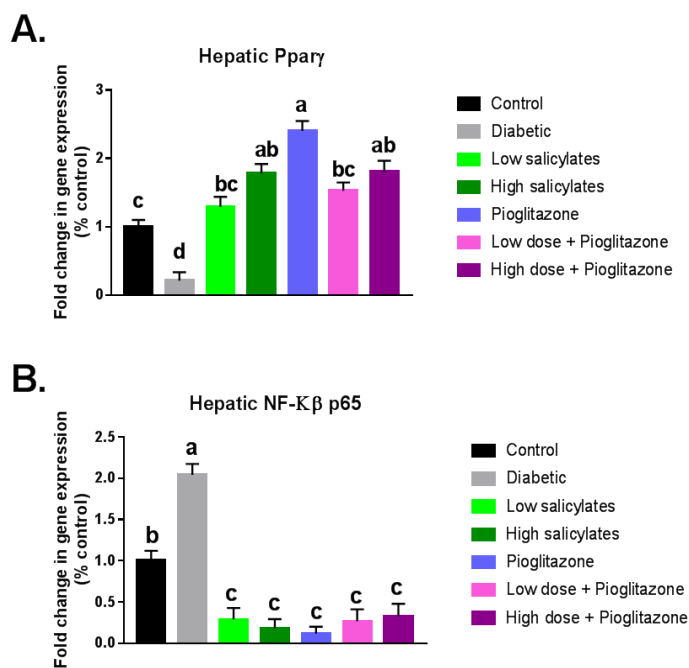 A.
Hepatic Pparγ
Fold change in gene expression
(% control)
3
2
1
0
c
d
bc
ab
a
bc
ab
Control
Diabetic
Low salicylates
High salicylates
Pioglitazone
Low dose + Pioglitazone
High dose + Pioglitazone
B.
Hepatic NF-Κβ p65
Fold change in gene expression
(% control)
2.5
2.0
1.5
1.0
0.5
0.0
b
a
c
c
c
c
c
Control
Diabetic
Low salicylates
High salicylates
Pioglitazone
Low dose + Pioglitazone
High dose + Pioglitazone